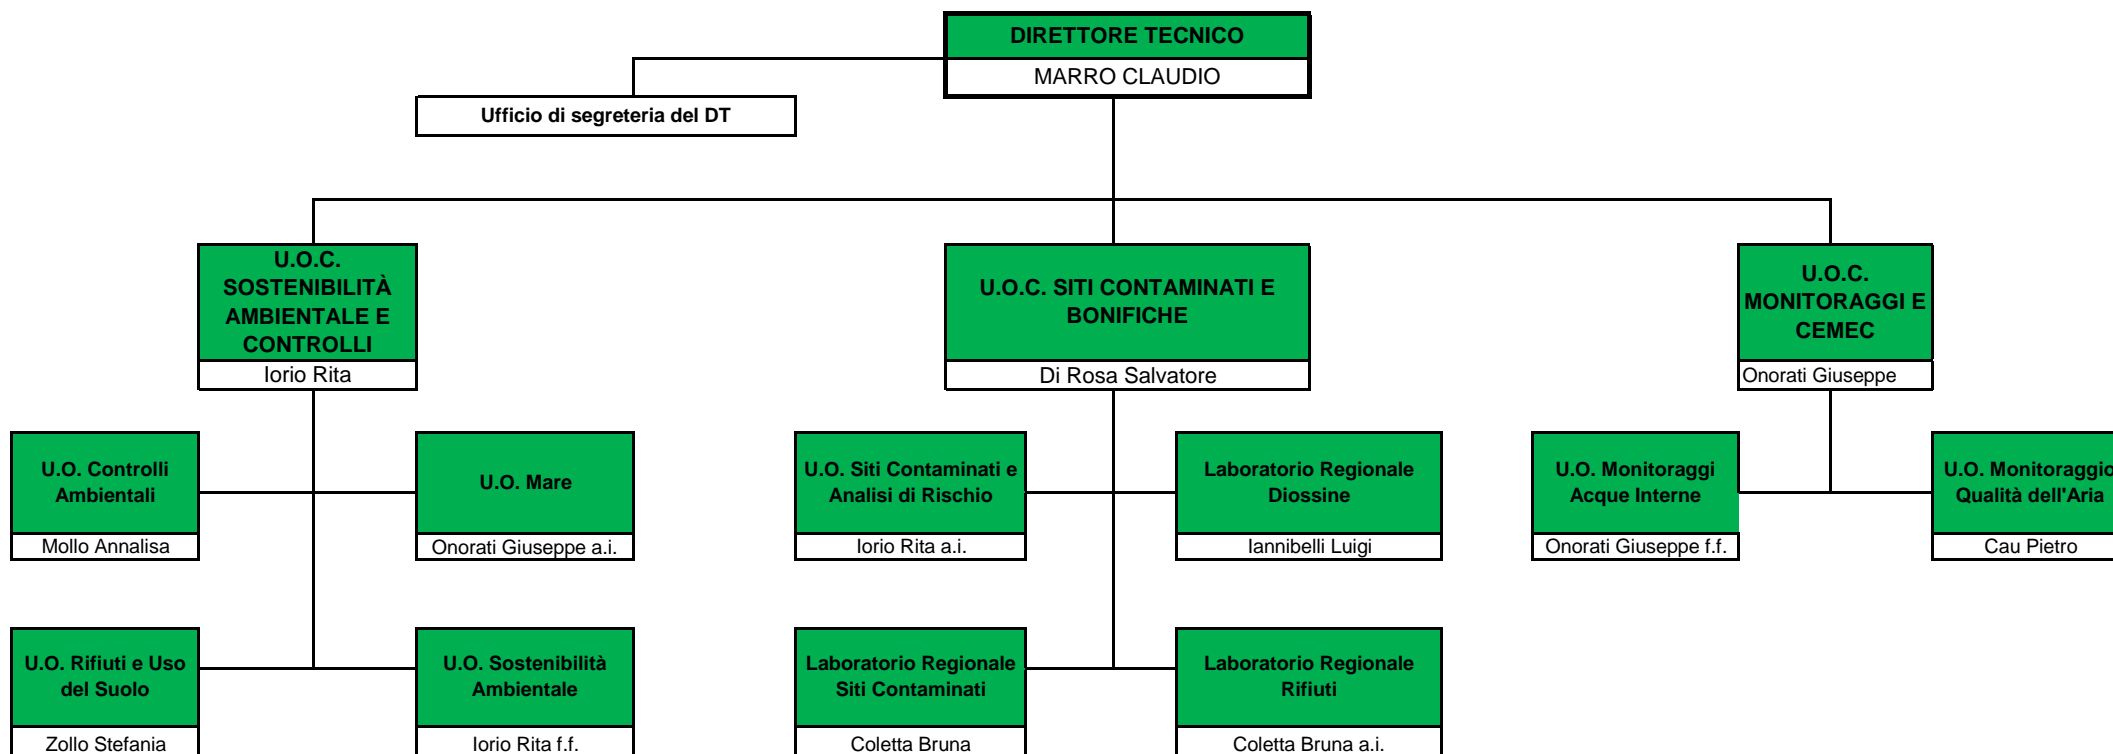 DIRETTORE TECNICO
MARRO CLAUDIO
Ufficio di segreteria del DT
U.O.C.
SOSTENIBILITÀ
AMBIENTALE E
CONTROLLI
Iorio Rita
U.O.C. SITI CONTAMINATI E
BONIFICHE
Di Rosa Salvatore
U.O.C.
MONITORAGGI E
CEMEC
Onorati Giuseppe
U.O. Controlli
Ambientali
Mollo Annalisa
U.O. Mare
Onorati Giuseppe a.i.
U.O. Siti Contaminati e
Analisi di Rischio
Iorio Rita a.i.
Laboratorio Regionale
Diossine
Iannibelli Luigi
U.O. Monitoraggi
Acque Interne
Onorati Giuseppe f.f.
U.O. Monitoraggio
Qualità dell'Aria
Cau Pietro
U.O. Rifiuti e Uso
del Suolo
Zollo Stefania
U.O. Sostenibilità
Ambientale
Iorio Rita f.f.
Laboratorio Regionale
Siti Contaminati
Coletta Bruna
Laboratorio Regionale
Rifiuti
Coletta Bruna a.i.